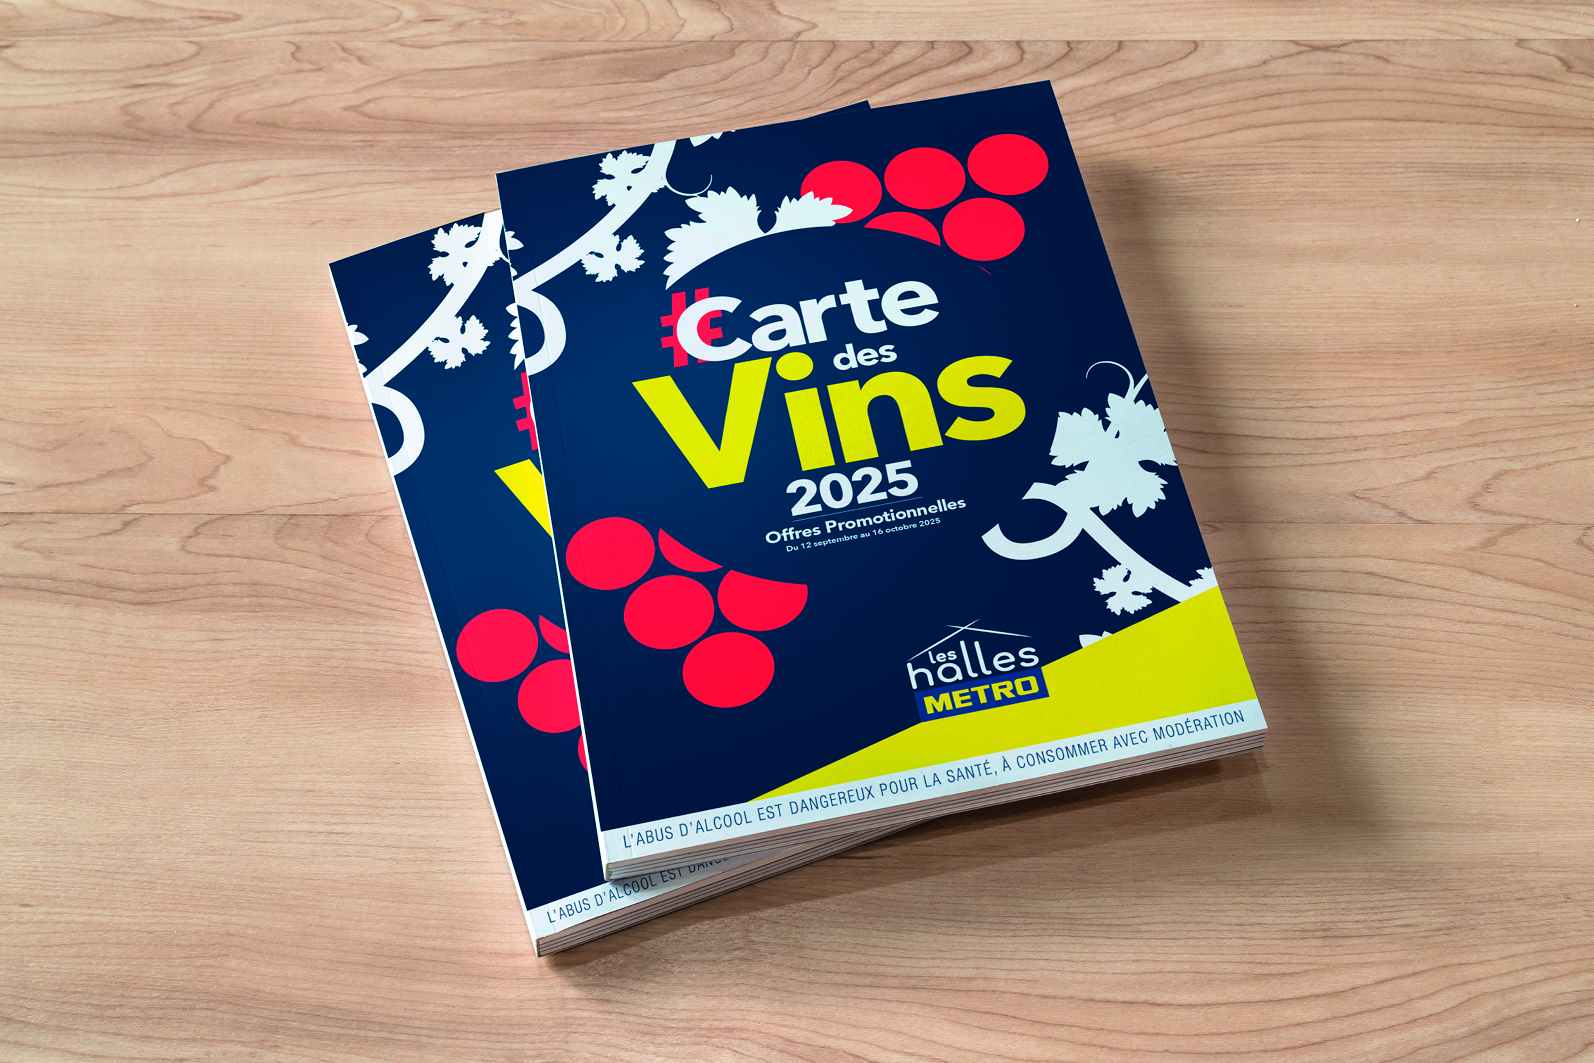 #Carte
des
Vins
2025
Offres Promotionnelles
Du 12 septembre au 16 octobre 2025
les
halles
METRO
L'ABUS D'ALCOOL EST DANGEREUX POUR LA SANTÉ, À CONSOMMER AVEC MODÉRATION
#
V
L'ABUS D'ALCOOL EST DANGE